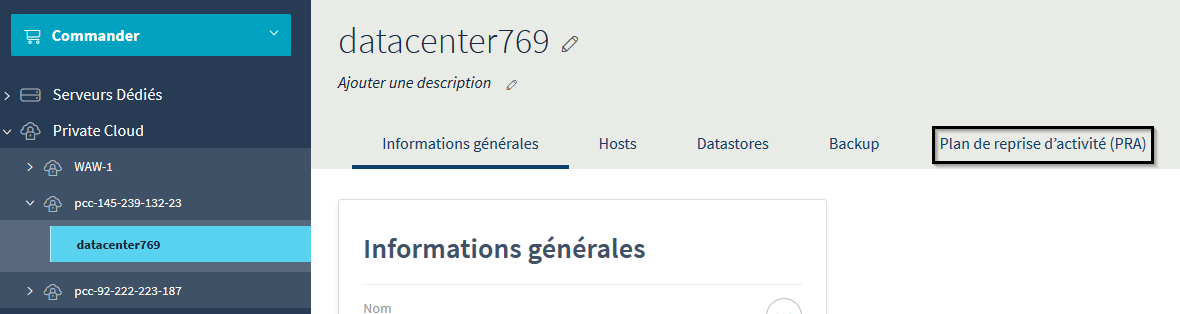 Commander
Serveurs Dédiés
Private Cloud
WAW-1
pcc-145-239-132-23
datacenter769
pcc-92-222-223-187
datacenter769
Ajouter une description
Informations générales
Hosts
Datastores
Backup
Plan de reprise d’activité (PRA)
Informations générales
Nom